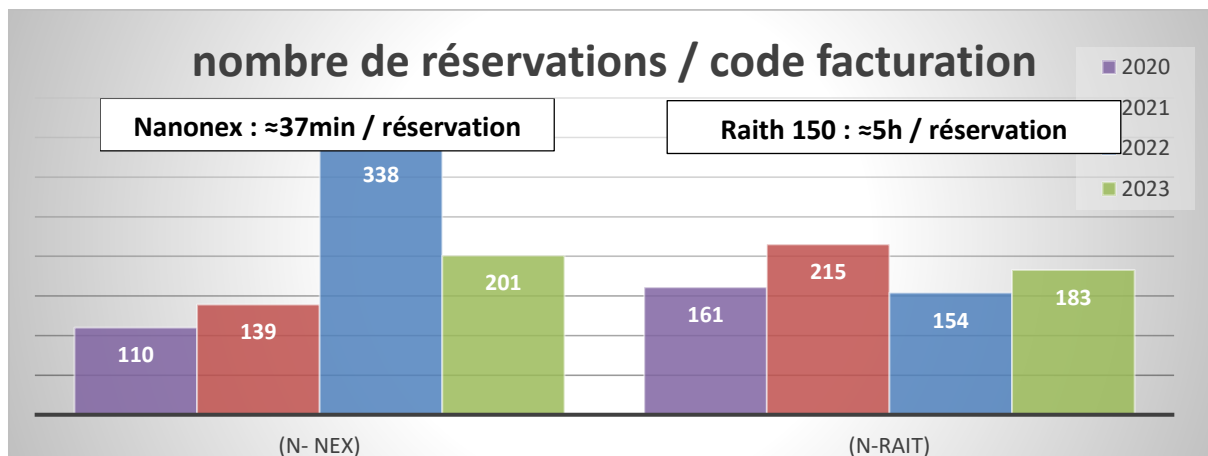 nombre de réservations / code facturation
2020
2021
2022
2023
Nanonex : ≈37min / réservation
Raith 150 : ≈5h / réservation
110
139
338
201
161
215
154
183
(N- NEX)
(N-RAIT)